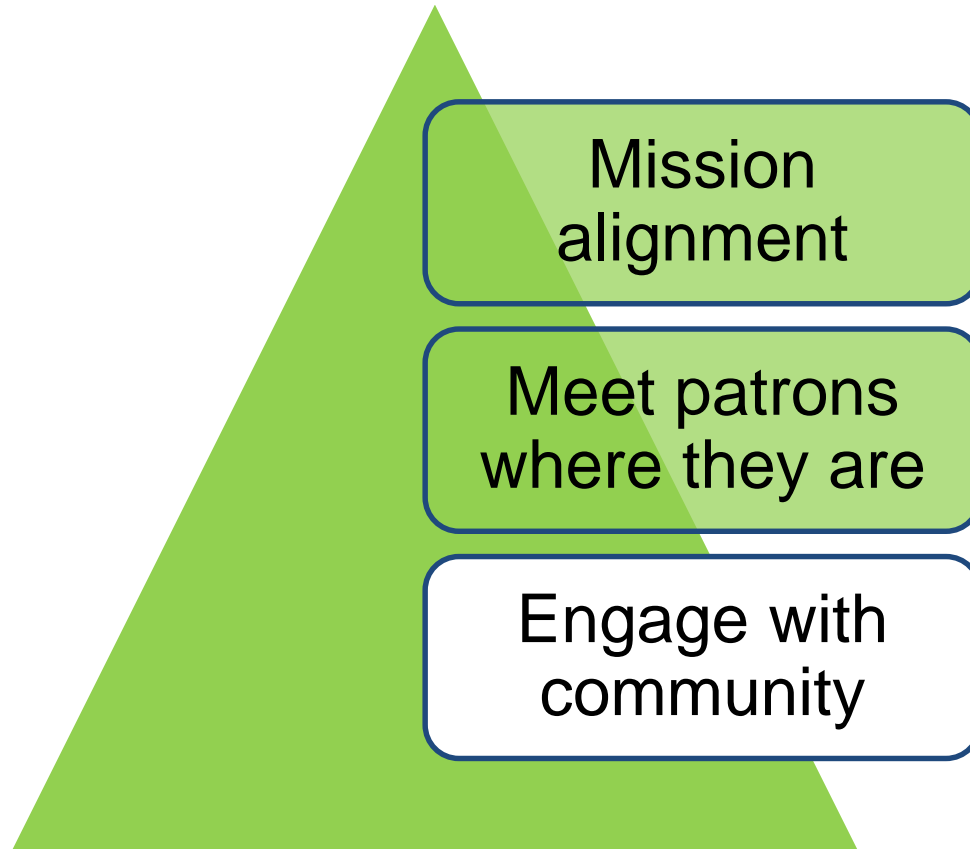 Mission
alignment
Meet patrons
where they are
Engage with
community